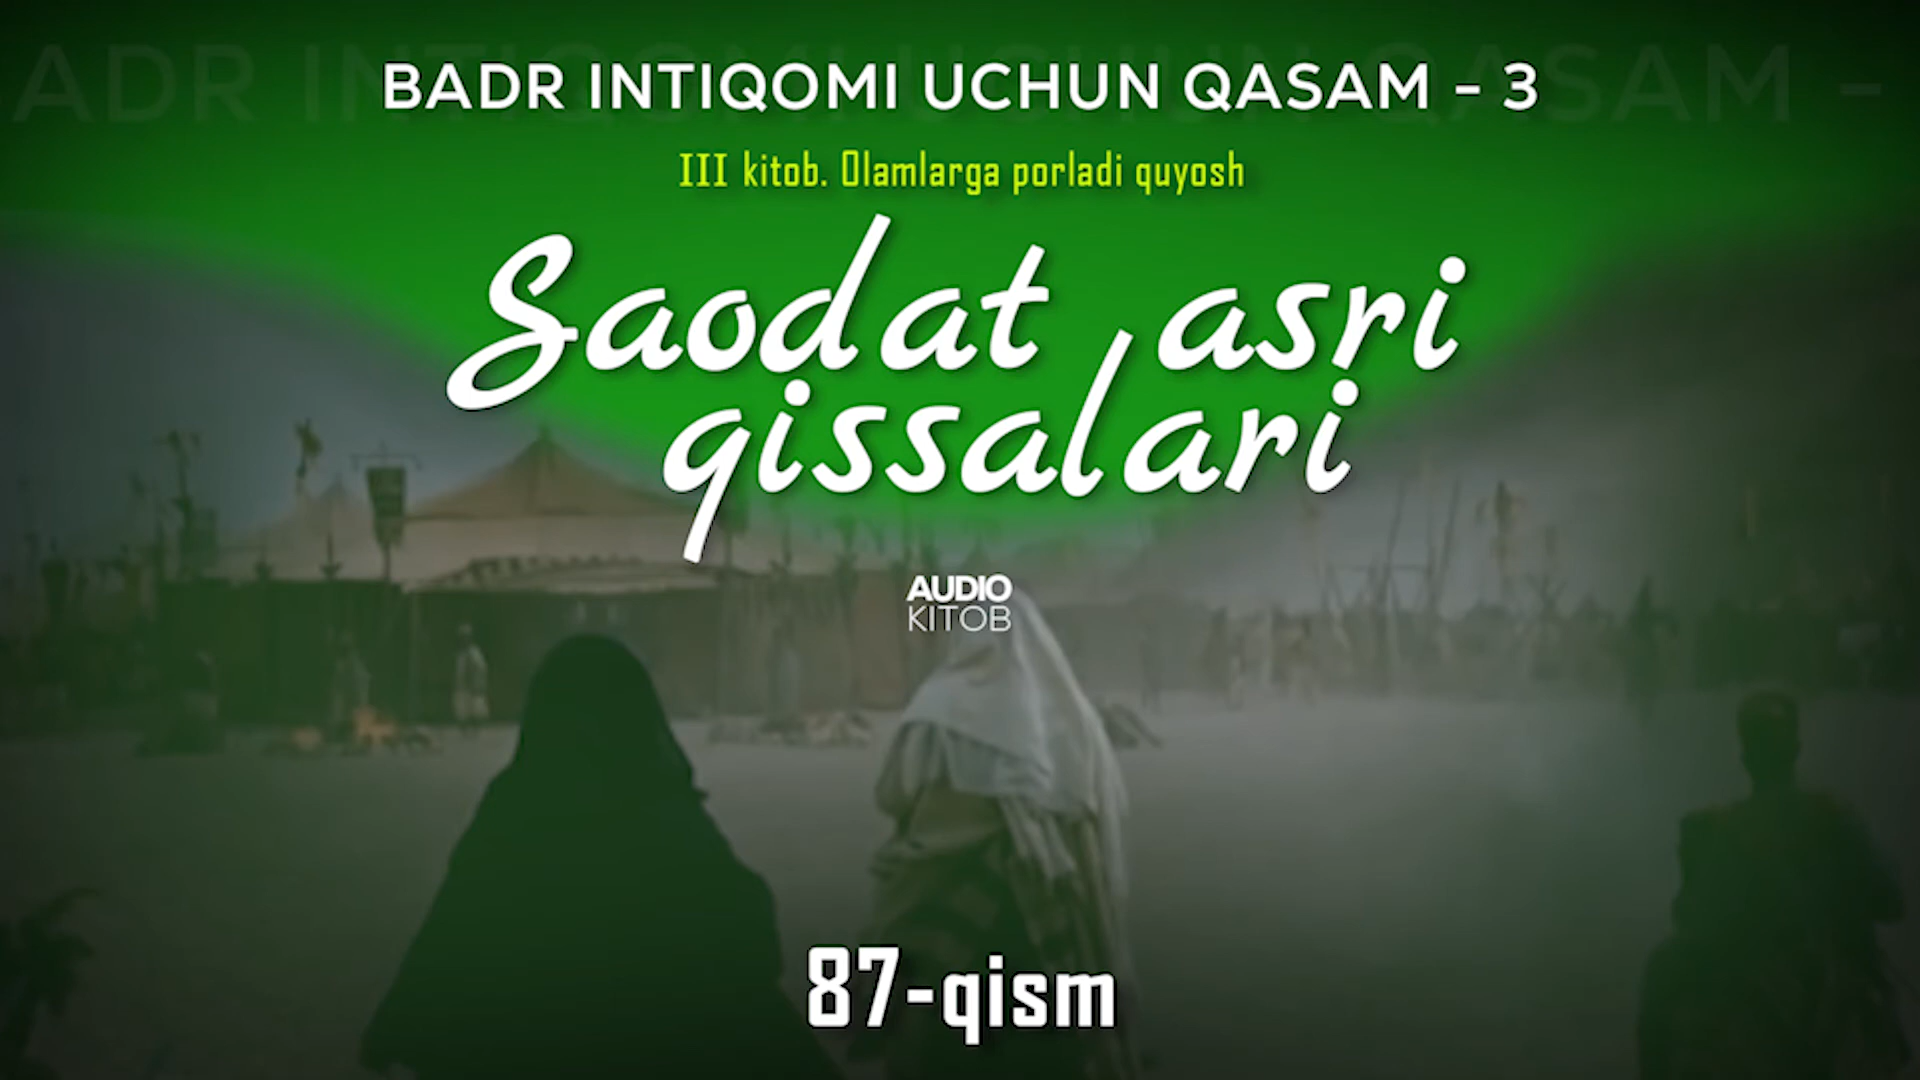 BADR INTIQOMI UCHUN QASAM - 3
III kitob. Olamlarga porladi quyosh
Saodat asri
qissalari
AUDIO
KITOB
87-qism